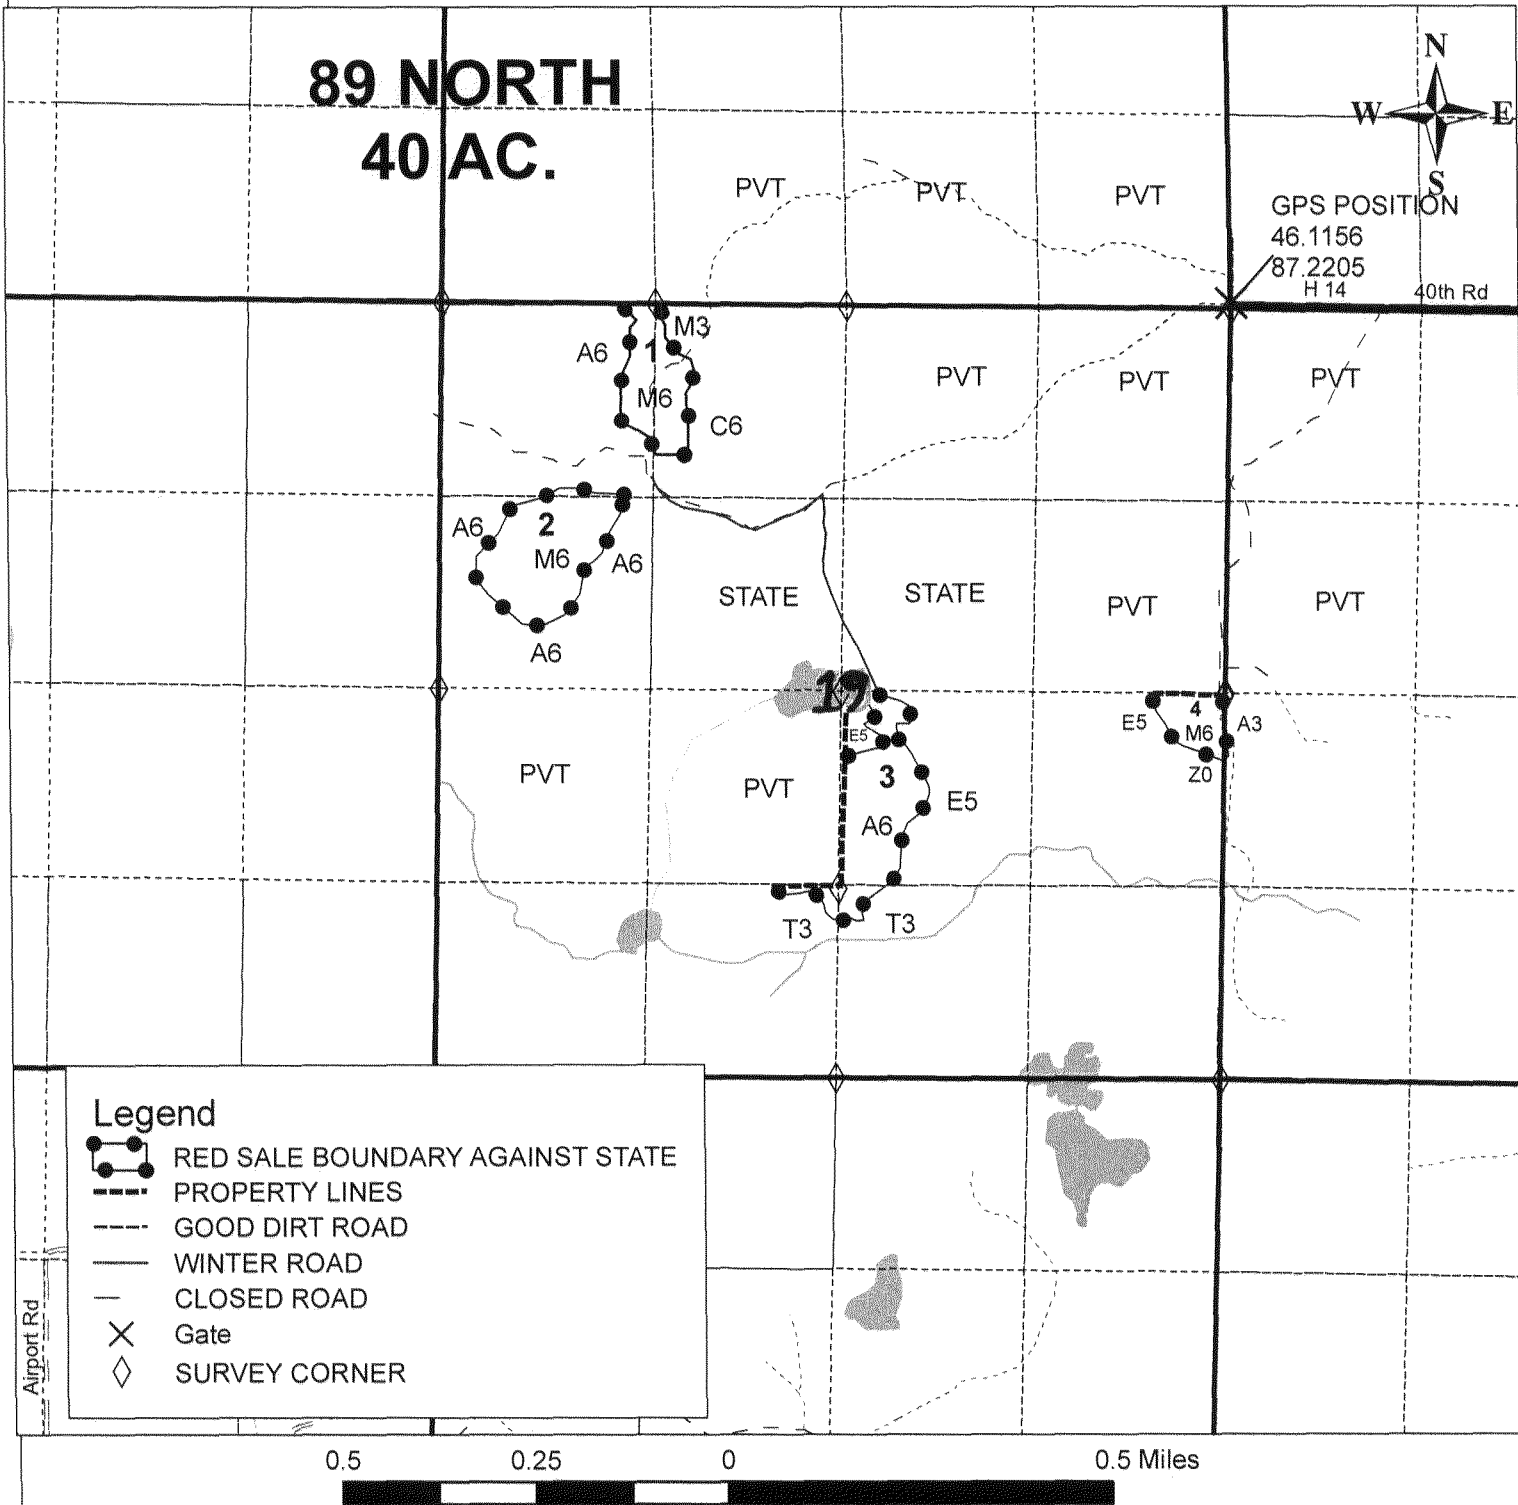 89 NORTH
40 AC.
N
W E
S
PVT PVT PVT
GPS POSITION
46.1156
87.2205
H 14 40th Rd
M3
A6 1
PVT PVT PVT
M6
C6
2
A6
M6 A6
STATE STATE PVT PVT
A6
19
E5 4 A3
E5 M6
Z0
PVT PVT 3
E5
A6
T3 T3
Legend
RED SALE BOUNDARY AGAINST STATE
PROPERTY LINES
GOOD DIRT ROAD
WINTER ROAD
CLOSED ROAD
Gate
SURVEY CORNER
Airport Rd
0.5 0.25 0 0.5 Miles